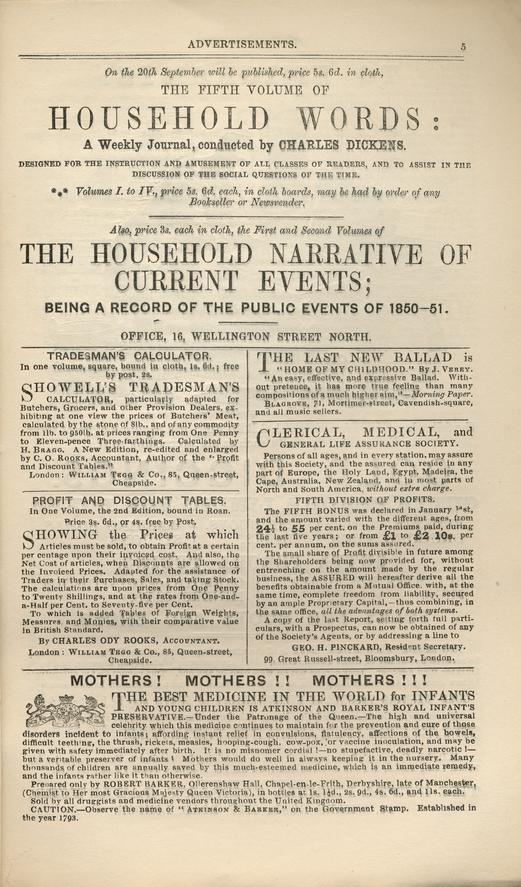 ADVERTISEMENTS. 5
On the 20th September will be published, price 5s. 6d. in cloth,
THE FIFTH VOLUME OF
HOUSEHOLD WORDS:
A Weekly Journal, conducted by CHARLES DICKENS.
DESIGNED FOR THE INSTRUCTION AND AMUSEMENT OF ALL CLASSES OF READERS, AND TO ASSIST IN THE
DISCUSSION OF THE SOCIAL QUESTIONS OF THE TIME.
*** Volumes I. to IV., price 5s. 6d. each, in cloth boards, may be had by order of any
Bookseller or Newsvender.
Also, price 3s. each in cloth, the First and Second Volumes of
THE HOUSEHOLD NARRATIVE OF
CURRENT EVENTS;
BEING A RECORD OF THE PUBLIC EVENTS OF 1850–51.
OFFICE, 16, WELLINGTON STREET NORTH.
TRADESMAN'S CALCULATOR.
In one volume, square, bound in cloth, 1s. 6d.; free
by post, 2s.
SHOWELL'S TRADESMAN'S
CALCULATOR, particularly adapted for
Butchers, Grocers, and other Provision Dealers, ex-
hibiting at one view the prices of Butchers' Meat,
calculated by the stone of 8lb., and of any commodity
from 1lb. to 950lb. at prices ranging from One Penny
to Eleven-pence Three-farthings. Calculated by
H. BRAGG. A New Edition, re-edited and enlarged
by C. O. ROOKS, Accountant, Author of the "Profit
and Discount Tables."
London: WILLIAM TEGG & Co., 85, Queen-street,
Cheapside.
PROFIT AND DISCOUNT TABLES.
In One Volume, the 2nd Edition, bound in Roan.
Price 3s. 6d., or 4s. free by Post.
SHOWING the Prices at which
Articles must be sold, to obtain Profit at a certain
per centage upon their invoiced cost. And also, the
Net Cost of articles, when Discounts are allowed on
the Invoiced Prices. Adapted for the assistance of
Traders in their Purchases, Sales, and taking Stock.
The calculations are upon prices from One Penny
to Twenty Shillings, and at the rates from One-and-
a-Half per Cent. to Seventy-five per Cent.
To which is added Tables of Foreign Weights,
Measures, and Monies, with their comparative value
in British Standard.
By CHARLES ODY ROOKS, ACCOUNTANT.
London: WILLIAM TEGG & Co., 85, Queen-street,
Cheapside.
THE LAST NEW BALLAD is
"HOME OF MY CHILDHOOD." By J. VEREY.
"An easy, effective, and expressive Ballad. With-
out pretence, it has more true feeling than many
compositions of a much higher aim,"—Morning Paper.
BLAGROVE, 71, Mortimer-street, Cavendish-square,
and all music sellers.
CLERICAL, MEDICAL, and
GENERAL LIFE ASSURANCE SOCIETY.
Persons of all ages, and in every station, may assure
with this Society, and the assured can reside in any
part of Europe, the Holy Land, Egypt, Madeira, the
Cape, Australia, New Zealand, and in most parts of
North and South America, without extra charge.
FIFTH DIVISION OF PROFITS.
THE FIFTH BONUS was declared in January last,
and the amount varied with the different ages, from
24½ to 55 per cent. on the Premiums paid, during
the last five years; or from £1 to £2 10s. per
cent. per annum, on the sums assured.
The small share of Profit divisible in future among
the Shareholders being now provided for, without
entrenching on the amount made by the regular
business, the ASSURED will hereafter derive all the
benefits obtainable from a Mutual Office, with, at the
same time, complete freedom from liability, secured
by an ample Proprietary Capital,—thus combining, in
the same office, all the advantages of both systems.
A copy of the last Report, setting forth full parti-
culars, with a Prospectus, can now be obtained of any
of the Society's Agents, or by addressing a line to
GEO. H. PINCKARD, Resident Secretary.
99, Great Russell-street, Bloomsbury, London.
MOTHERS! MOTHERS!! MOTHERS!!!
THE BEST MEDICINE IN THE WORLD for INFANTS
AND YOUNG CHILDREN IS ATKINSON AND BARKER'S ROYAL INFANT'S
PRESERVATIVE.—Under the Patronage of the Queen.—The high and universal
celebrity which this medicine continues to maintain for the prevention and cure of those
disorders incident to infants; affording instant relief in convulsions, flatulency, affections of the bowels,
difficult teething, the thrush, rickets, measles, hooping-cough, cow-pox, or vaccine inoculation, and may be
given with safety immediately after birth. It is no misnomer cordial!—no stupefactive, deadly narcotic!—
but a veritable preserver of infants! Mothers would do well in always keeping it in the nursery. Many
thousands of children are annually saved by this much-esteemed medicine, which is an immediate remedy,
and the infants rather like it than otherwise.
Prepared only by ROBERT BARKER, Ollerenshaw Hall, Chapel-en-le-Frith, Derbyshire, late of Manchester,
(Chemist to Her most Gracious Majesty Queen Victoria), in bottles at 1s. 1½d., 2s. 9d., 4s. 6d., and 11s. each.
Sold by all druggists and medicine vendors throughout the United Kingdom.
CAUTION.—Observe the name of "ATKINSON & BARKER," on the Government Stamp. Established in
the year 1793.